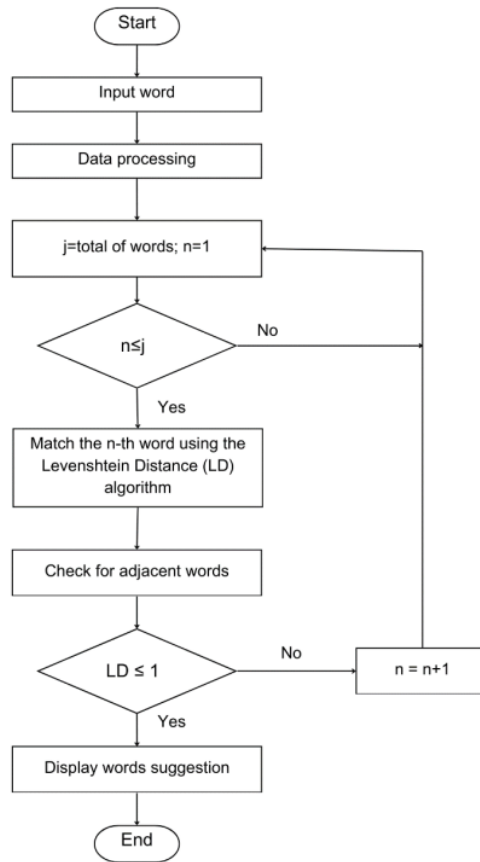 Start
Input word
Data processing
j=total of words; n=1
n≤j
No
Yes
Match the n-th word using the
Levenshtein Distance (LD)
algorithm
Check for adjacent words
LD ≤ 1
No
n = n+1
Yes
Display words suggestion
End